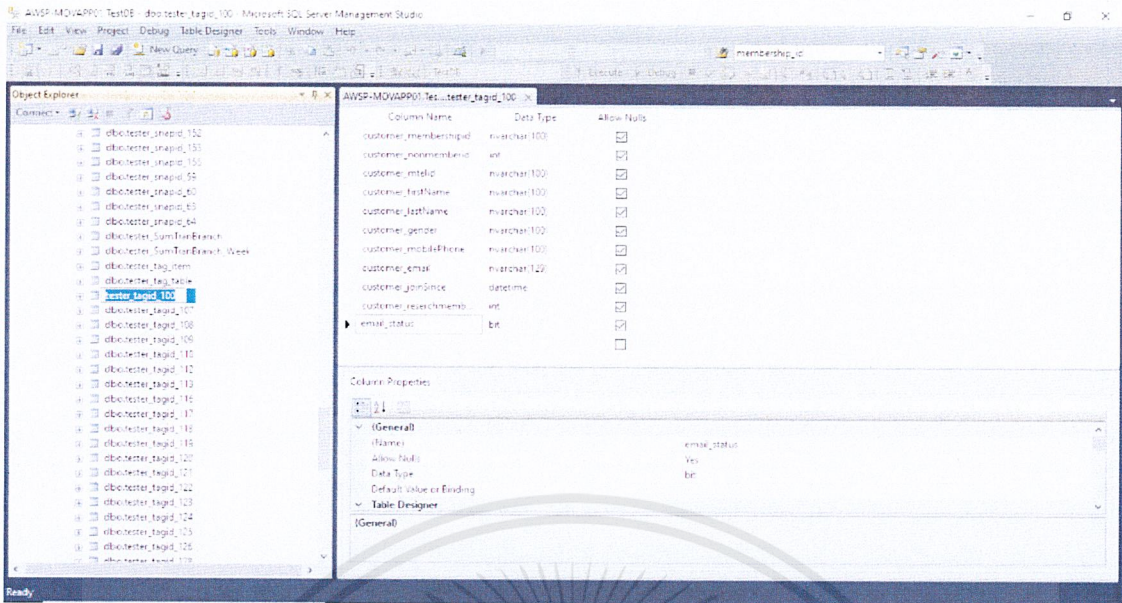 AWSP-MOVAPP01.TestDB - dbo.tester_tagid_100 - Microsoft SQL Server Management Studio
File Edit View Project Debug Table Designer Tools Window Help
New Query
membership_id
Execute Debug
Object Explorer
AWSP-MOVAPP01.Tes...tester_tagid_100
Connect
Column Name Data Type Allow Nulls
dbo.tester_snapid_152
dbo.tester_snapid_153
dbo.tester_snapid_155
dbo.tester_snapid_59
dbo.tester_snapid_60
dbo.tester_snapid_63
dbo.tester_snapid_64
dbo.tester_SumTranBranch
dbo.tester_SumTranBranch_Week
dbo.tester_tag_item
dbo.tester_tag_table
tester_tagid_100
dbo.tester_tagid_107
dbo.tester_tagid_108
dbo.tester_tagid_109
dbo.tester_tagid_110
dbo.tester_tagid_112
dbo.tester_tagid_113
dbo.tester_tagid_116
dbo.tester_tagid_117
dbo.tester_tagid_118
dbo.tester_tagid_119
dbo.tester_tagid_120
dbo.tester_tagid_121
dbo.tester_tagid_122
dbo.tester_tagid_123
dbo.tester_tagid_124
dbo.tester_tagid_125
dbo.tester_tagid_126
customer_membershipid nvarchar(100)
customer_nonmemberid int
customer_mtelid nvarchar(100)
customer_firstName nvarchar(100)
customer_lastName nvarchar(100)
customer_gender nvarchar(100)
customer_mobilePhone nvarchar(100)
customer_email nvarchar(129)
customer_joinSince datetime
customer_reserchmemb... int
email_status bit
Column Properties
(General)
(Name) email_status
Allow Nulls Yes
Data Type bit
Default Value or Binding
Table Designer
(General)
Ready